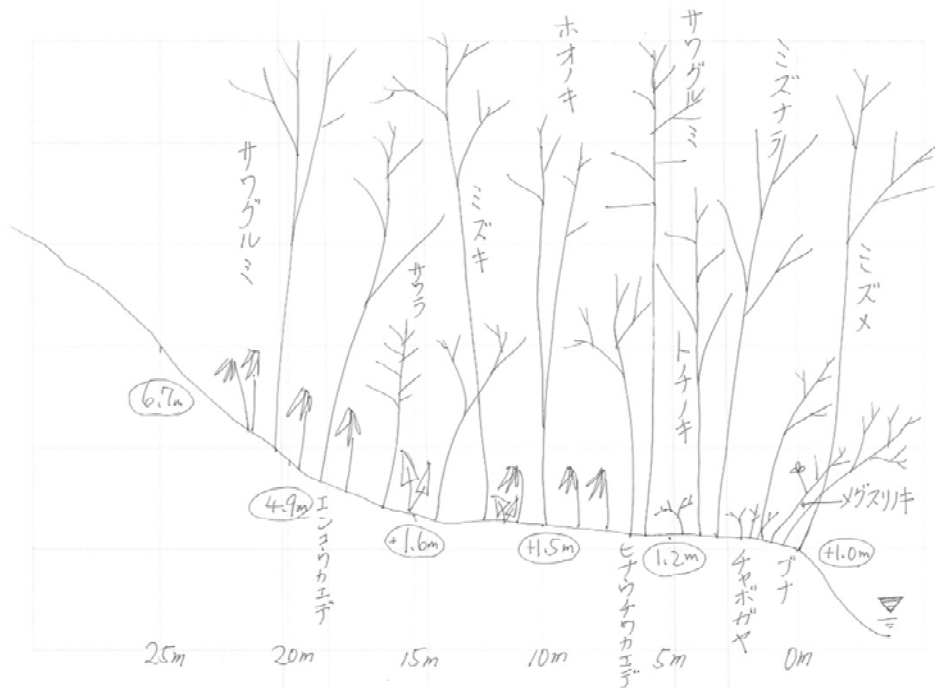 ホオノキ
サワグルミ
ミズナラ
サワグルミ
ミズキ
サワラ
ミズメ
トチノキ
6.7m
メグスリノキ
4.9m
+1.6m
+1.5m
1.2m
+1.0m
エンコウカエデ
ヒナウチワカエデ
チャボガヤ
ブナ
25m 20m 15m 10m 5m 0m